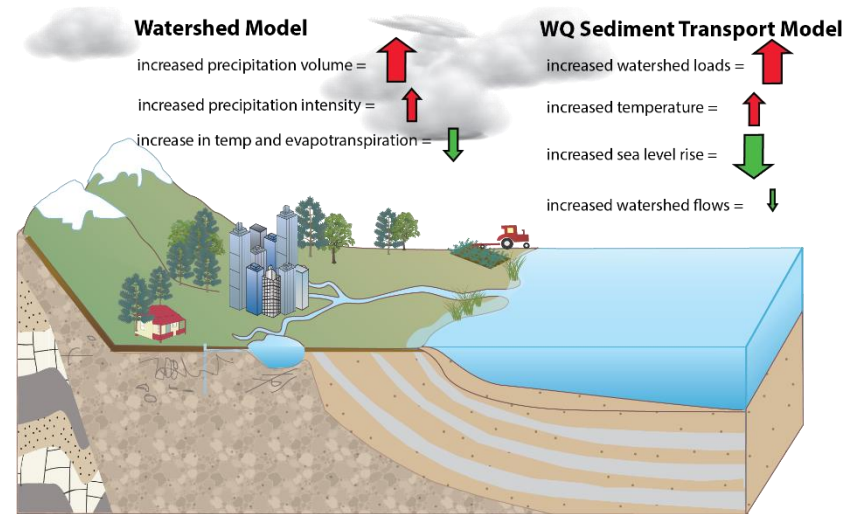 Watershed Model
increased precipitation volume =
increased precipitation intensity =
increase in temp and evapotranspiration =
WQ Sediment Transport Model
increased watershed loads =
increased temperature =
increased sea level rise =
increased watershed flows =